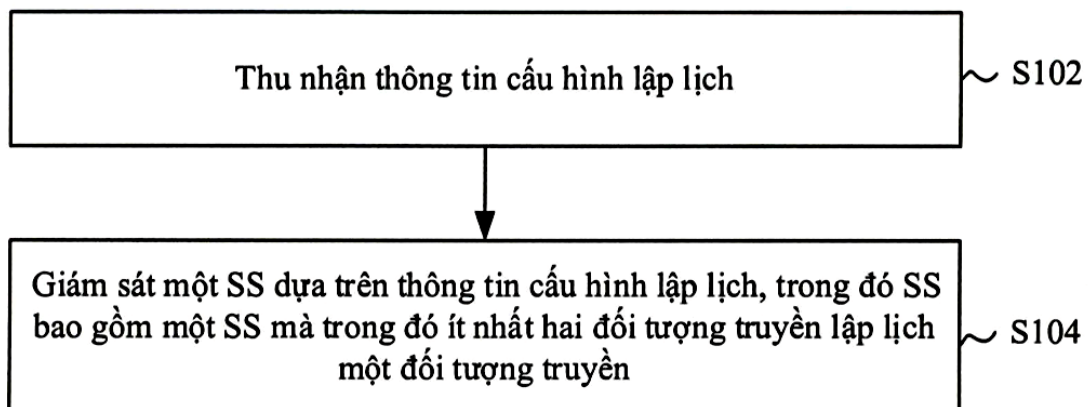 Thu nhận thông tin cấu hình lập lịch
S102
Giám sát một SS dựa trên thông tin cấu hình lập lịch, trong đó SS
bao gồm một SS mà trong đó ít nhất hai đối tượng truyền lập lịch
một đối tượng truyền
S104